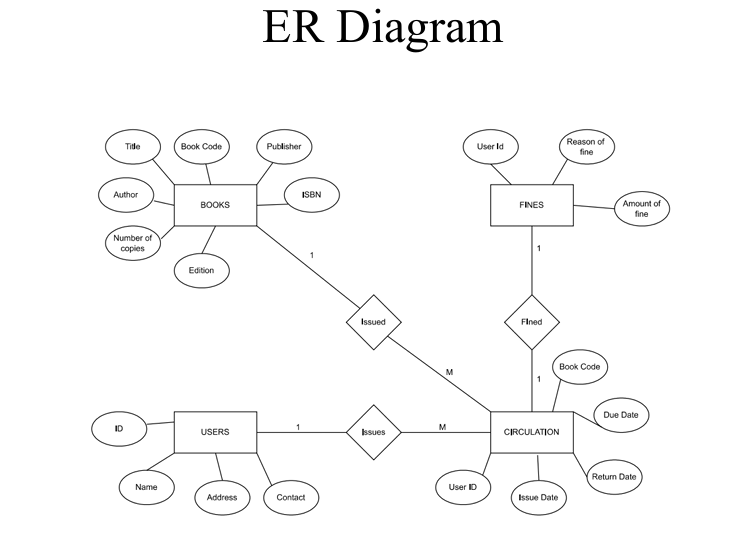 ER Diagram
Title
Book Code
Publisher
User Id
Reason of
fine
Author
BOOKS
ISBN
FINES
Amount of
fine
Number of
copies
Edition
1
1
Issued
Fined
Book Code
M
1
ID
USERS
1
Issues
M
CIRCULATION
Due Date
Name
Address
Contact
User ID
Issue Date
Return Date